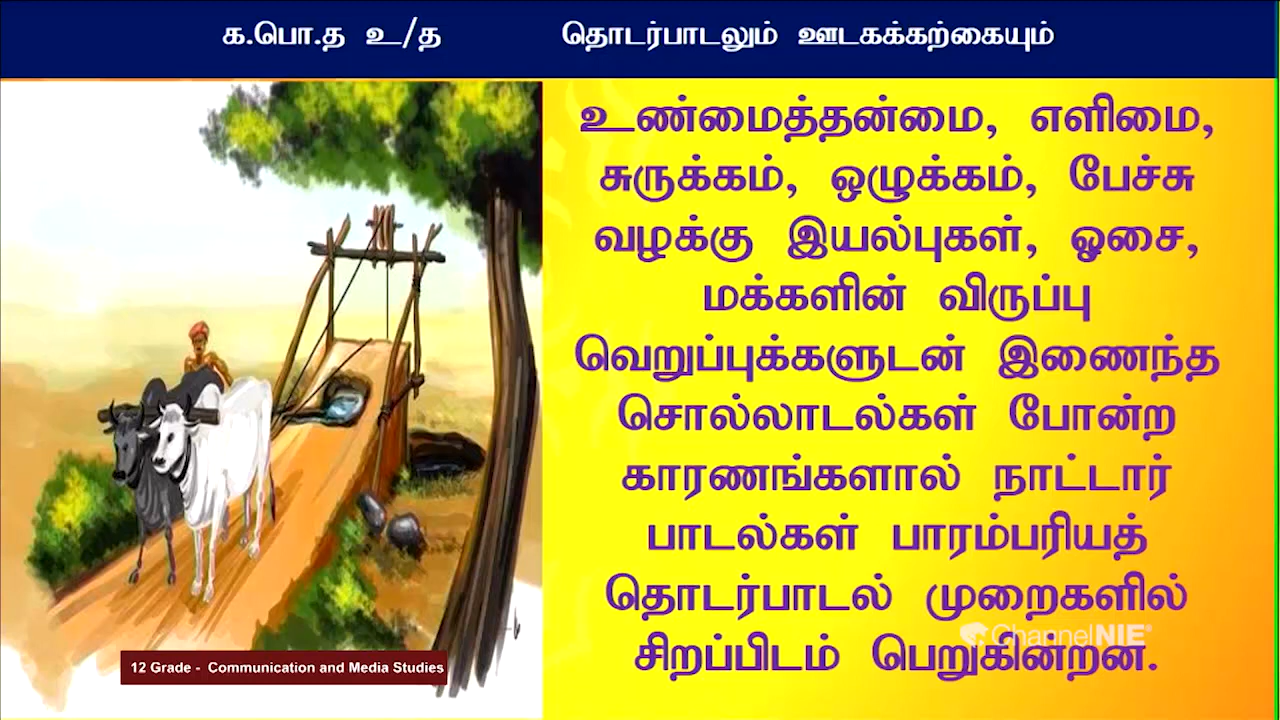 க.பொ.த உ/த தொடர்பாடலும் ஊடகக்கற்கையும்
உண்மைத்தன்மை, எளிமை,
சுருக்கம், ஒழுக்கம், பேச்சு
வழக்கு இயல்புகள், ஓசை,
மக்களின் விருப்பு
வெறுப்புக்களுடன் இணைந்த
சொல்லாடல்கள் போன்ற
காரணங்களால் நாட்டார்
பாடல்கள் பாரம்பரியத்
தொடர்பாடல் முறைகளில்
சிறப்பிடம் பெறுகின்றன.
ChannelNIE®
12 Grade - Communication and Media Studies